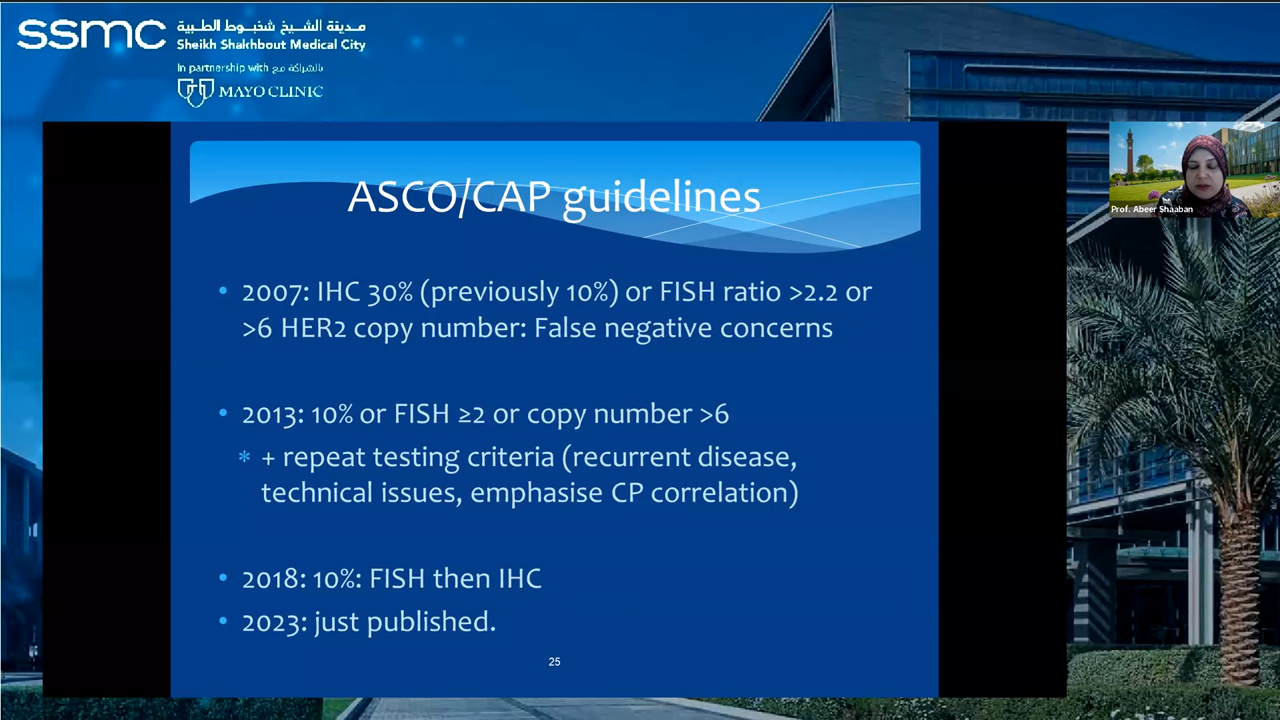 ssmc
مدينة الشيخ شخبوط الطبية
Sheikh Shakhbout Medical City
In partnership with بالشراكة مع
MAYO CLINIC
ASCO/CAP guidelines
• 2007: IHC 30% (previously 10%) or FISH ratio >2.2 or
>6 HER2 copy number: False negative concerns
• 2013: 10% or FISH ≥2 or copy number >6
* + repeat testing criteria (recurrent disease,
technical issues, emphasise CP correlation)
• 2018: 10%: FISH then IHC
• 2023: just published.
25
Prof. Abeer Shaaban